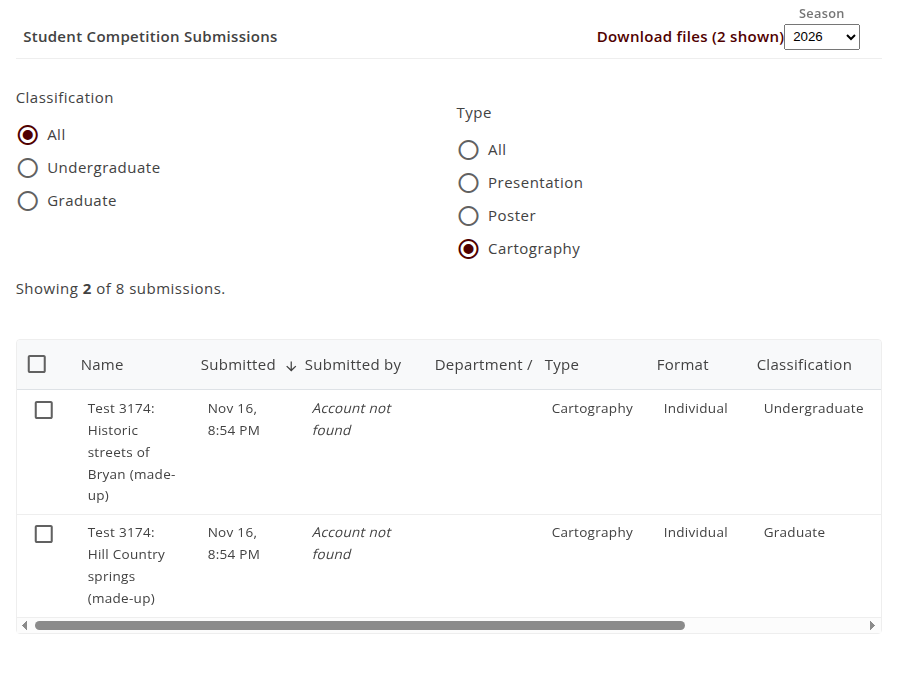 Season
Student Competition Submissions
Download files (2 shown)
2026
Classification
All
Undergraduate
Graduate
Type
All
Presentation
Poster
Cartography
Showing 2 of 8 submissions.
Name Submitted ↓ Submitted by Department / Type Format Classification
Test 3174:
Historic
streets of
Bryan (made-
up)
Nov 16,
8:54 PM
Account not
found
Cartography
Individual
Undergraduate
Test 3174:
Hill Country
springs
(made-up)
Nov 16,
8:54 PM
Account not
found
Cartography
Individual
Graduate